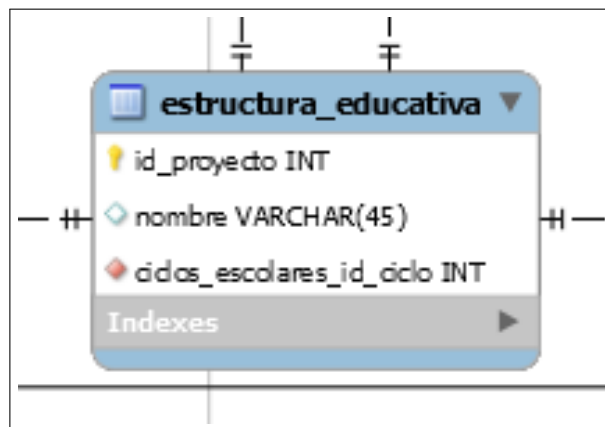 estructura_educativa
id_proyecto INT
nombre VARCHAR(45)
ciclos_escolares_id_ciclo INT
Indexes